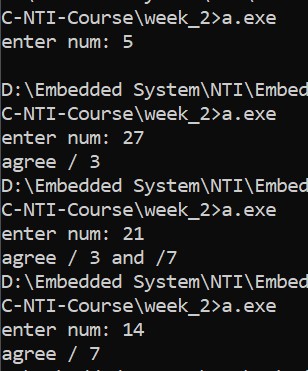 C-NTI-Course\week_2>a.exe
enter num: 5
D:\Embedded System\NTI\Embed
C-NTI-Course\week_2>a.exe
enter num: 27
agree / 3
D:\Embedded System\NTI\Embed
C-NTI-Course\week_2>a.exe
enter num: 21
agree / 3 and /7
D:\Embedded System\NTI\Embed
C-NTI-Course\week_2>a.exe
enter num: 14
agree / 7